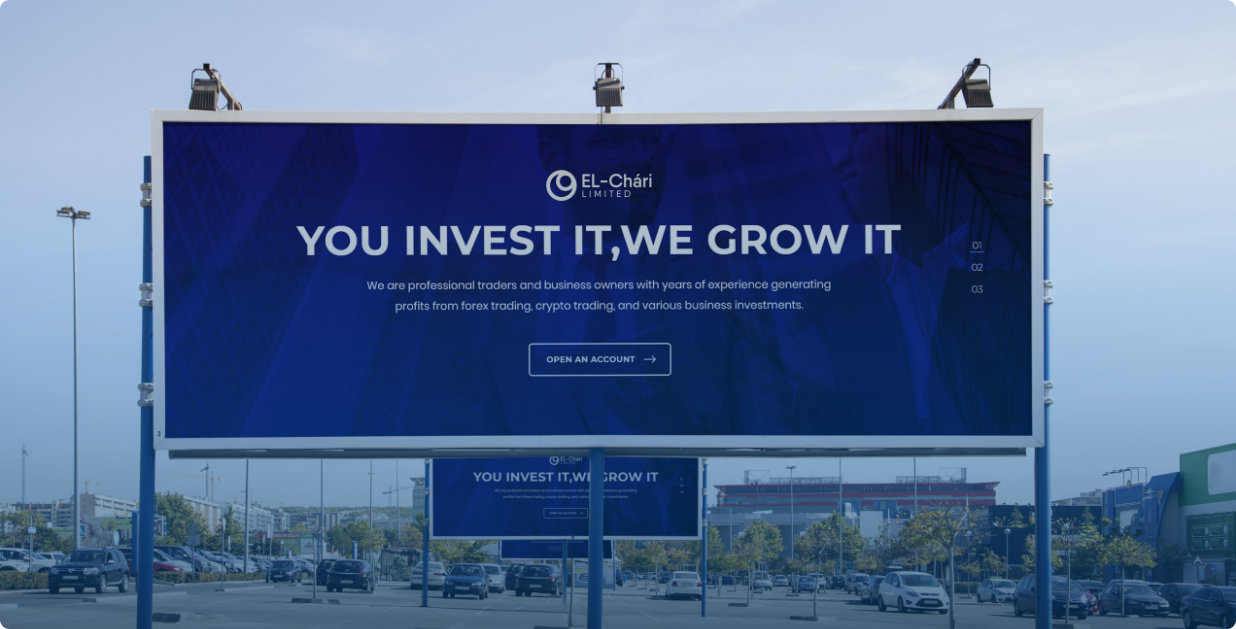 EL-Chári
LIMITED
YOU INVEST IT,WE GROW IT
We are professional traders and business owners with years of experience generating
profits from forex trading, crypto trading, and various business investments.
OPEN AN ACCOUNT
01
02
03
3
EL-Chári
YOU INVEST IT,WE GROW IT